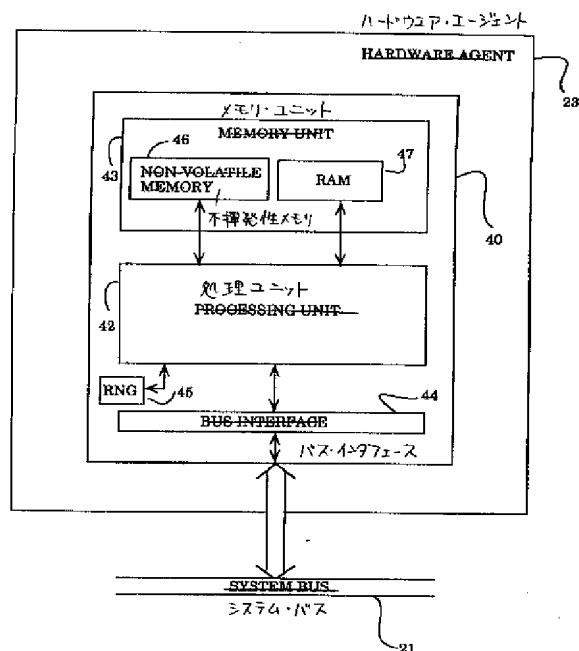 ハードウェア・エージェント
HARDWARE AGENT
23
メモリ・ユニット
MEMORY UNIT
43
46
NON-VOLATILE
MEMORY
47
RAM
不揮発性メモリ
40
処理ユニット
PROCESSING UNIT
42
RNG
45
44
BUS INTERFACE
バス・インタフェース
SYSTEM BUS
システム・バス
21